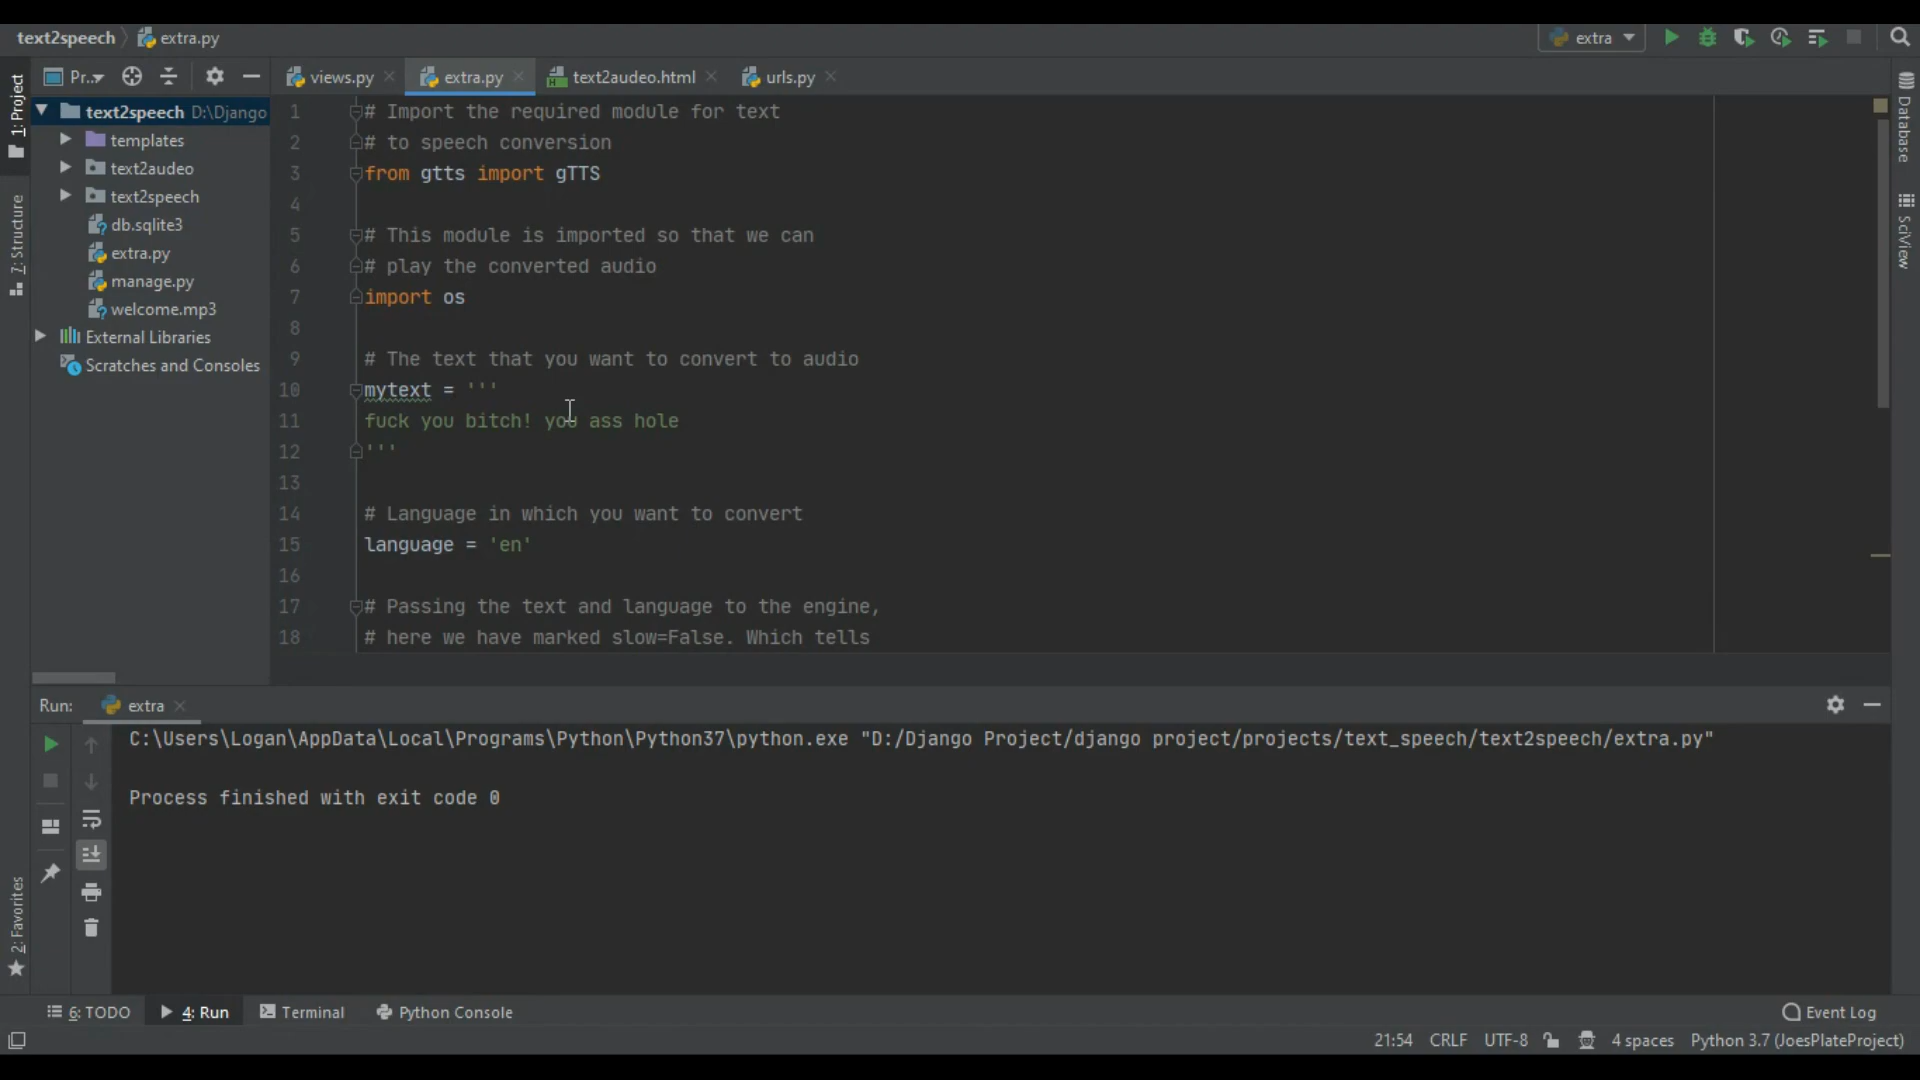 text2speech extra.py
extra
Pr...
views.py
extra.py
text2audeo.html
urls.py
1: Project
7: Structure
2: Favorites
text2speech D:\Django
templates
text2audeo
text2speech
db.sqlite3
extra.py
manage.py
welcome.mp3
External Libraries
Scratches and Consoles
1 # Import the required module for text
2 # to speech conversion
3 from gtts import gTTS
4
5 # This module is imported so that we can
6 # play the converted audio
7 import os
8
9 # The text that you want to convert to audio
10 mytext = '''
11 fuck you bitch! you ass hole
12 '''
13
14 # Language in which you want to convert
15 language = 'en'
16
17 # Passing the text and language to the engine,
18 # here we have marked slow=False. Which tells
Database
SciView
Run: extra
C:\Users\Logan\AppData\Local\Programs\Python\Python37\python.exe "D:/Django Project/django project/projects/text_speech/text2speech/extra.py"
Process finished with exit code 0
6: TODO
4: Run
Terminal
Python Console
Event Log
21:54 CRLF UTF-8 4 spaces Python 3.7 (JoesPlateProject)